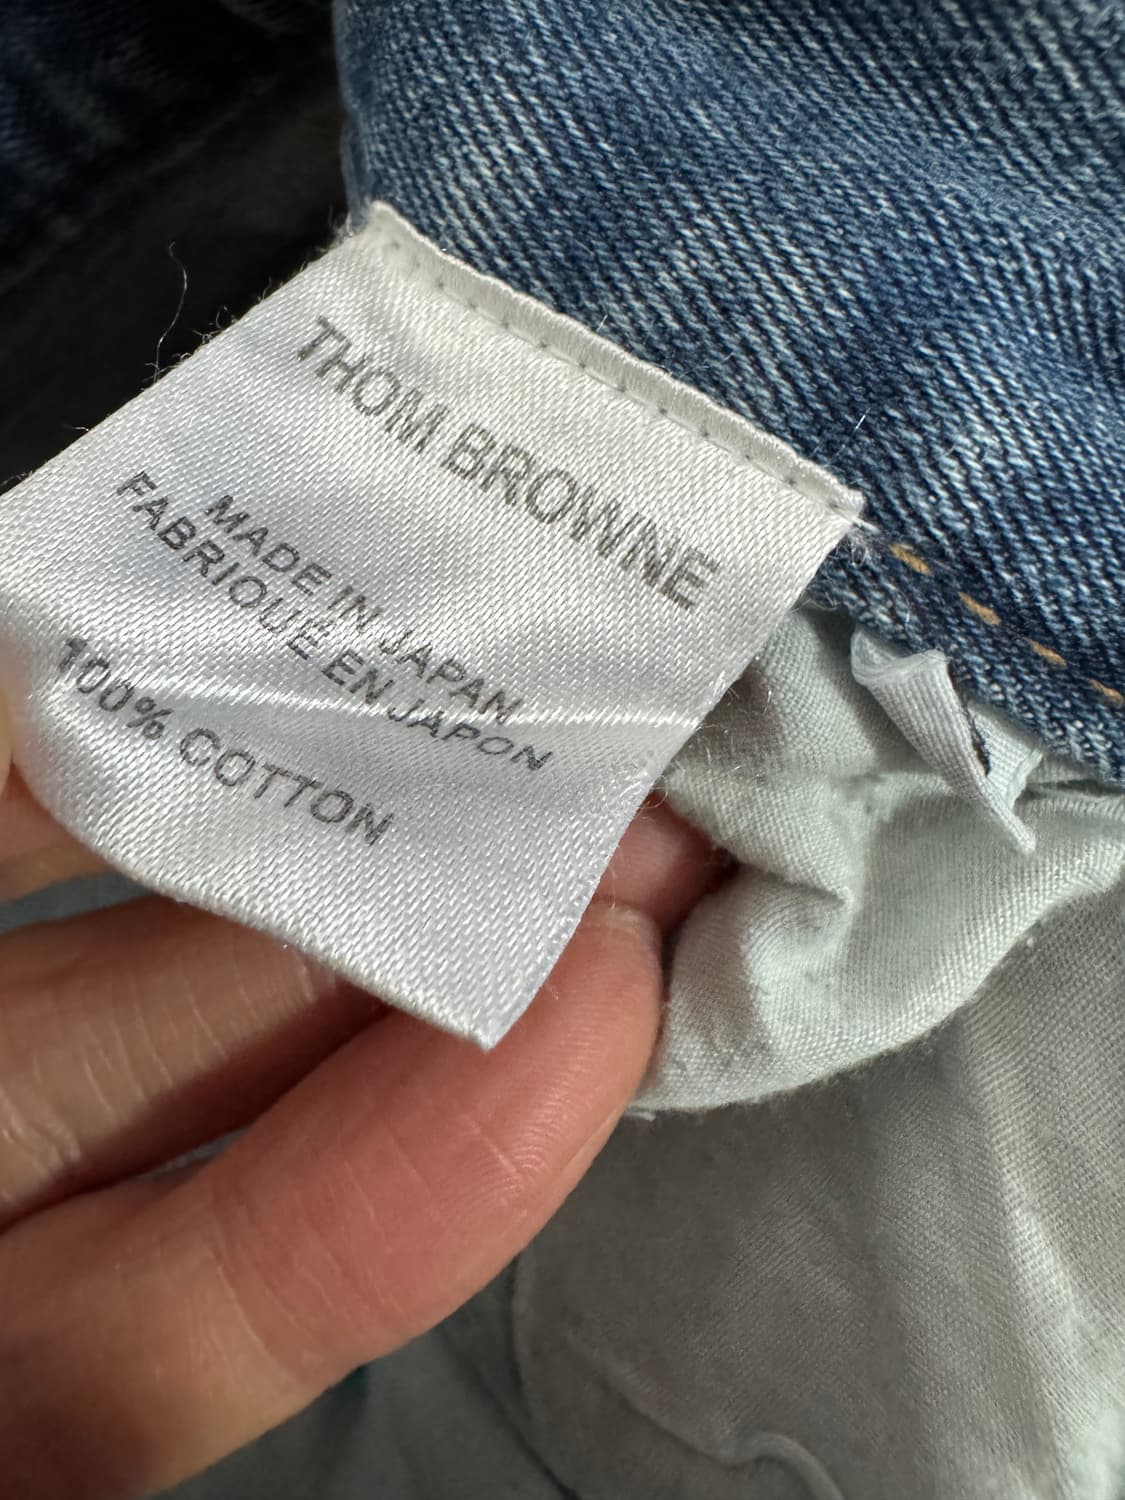 THOM BROWNE
MADE IN JAPAN
FABRIQUÉ EN JAPON
100% COTTON